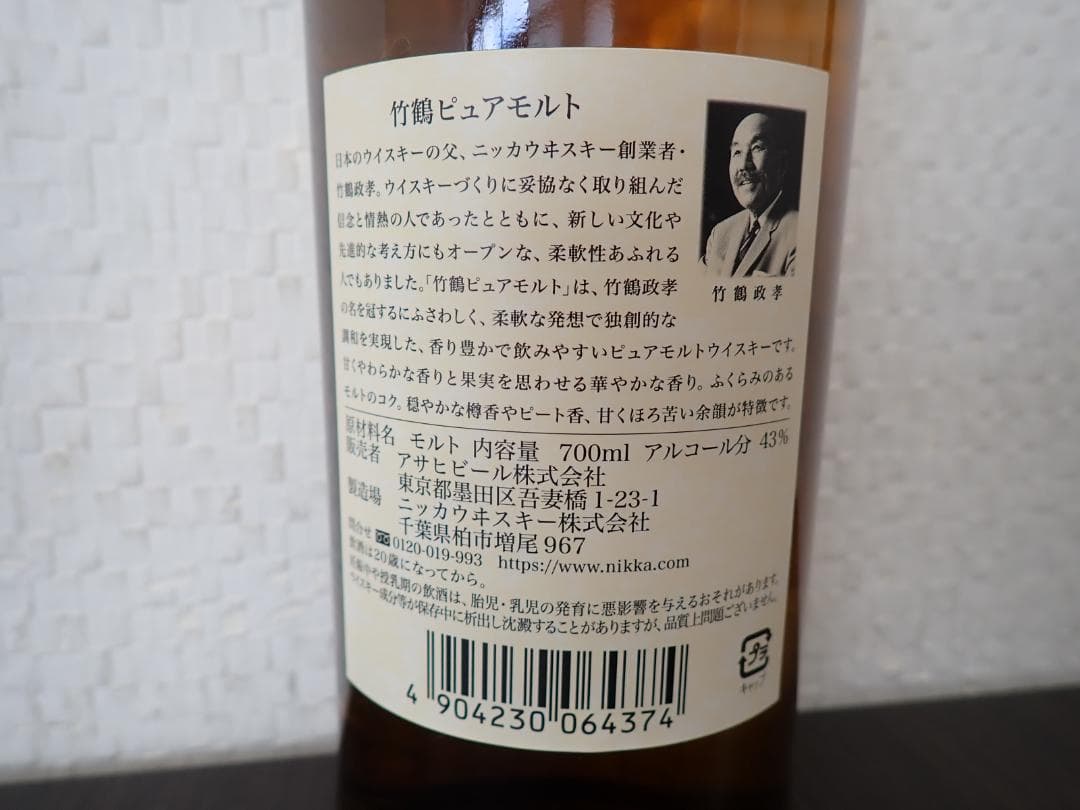 竹鶴ピュアモルト
日本のウイスキーの父、ニッカウヰスキー創業者・
竹鶴政孝。ウイスキーづくりに妥協なく取り組んだ
信念と情熱の人であったとともに、新しい文化や
先進的な考え方にもオープンな、柔軟性あふれる
人でもありました。「竹鶴ピュアモルト」は、竹鶴政孝
の名を冠するにふさわしく、柔軟な発想で独創的な
調和を実現した、香り豊かで飲みやすいピュアモルトウイスキーです。
甘くやわらかな香りと果実を思わせる華やかな香り。ふくらみのある
モルトのコク。穏やかな樽香やピート香、甘くほろ苦い余韻が特徴です。
竹鶴政孝
原材料名 モルト 内容量 700ml アルコール分 43%
販売者 アサヒビール株式会社
東京都墨田区吾妻橋1-23-1
製造場 ニッカウヰスキー株式会社
千葉県柏市増尾967
問合せ 0120-019-993 https://www.nikka.com
飲酒は20歳になってから。
妊娠中や授乳期の飲酒は、胎児・乳児の発育に悪影響を与えるおそれがあります。
ウイスキー成分等が保存中に析出し沈澱することがありますが、品質上問題ございません。
プラ
キャップ
4 904230 064374